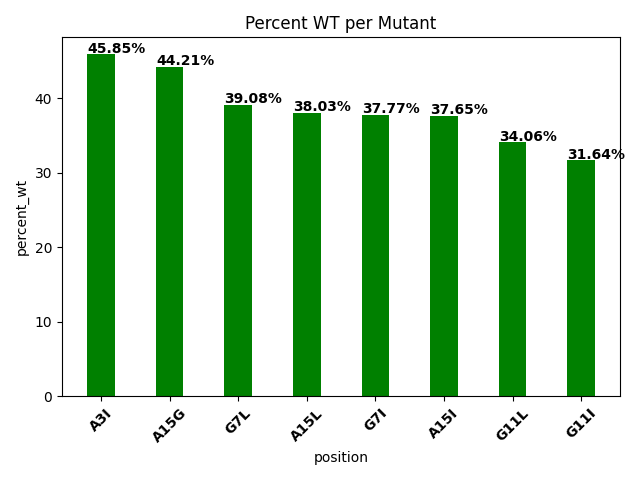 Percent WT per Mutant
45.85%
44.21%
39.08%
38.03%
37.77%
37.65%
34.06%
31.64%
percent_wt
40
30
20
10
0
A3I
A15G
G7L
A15L
G7I
A15I
G11L
G11I
position